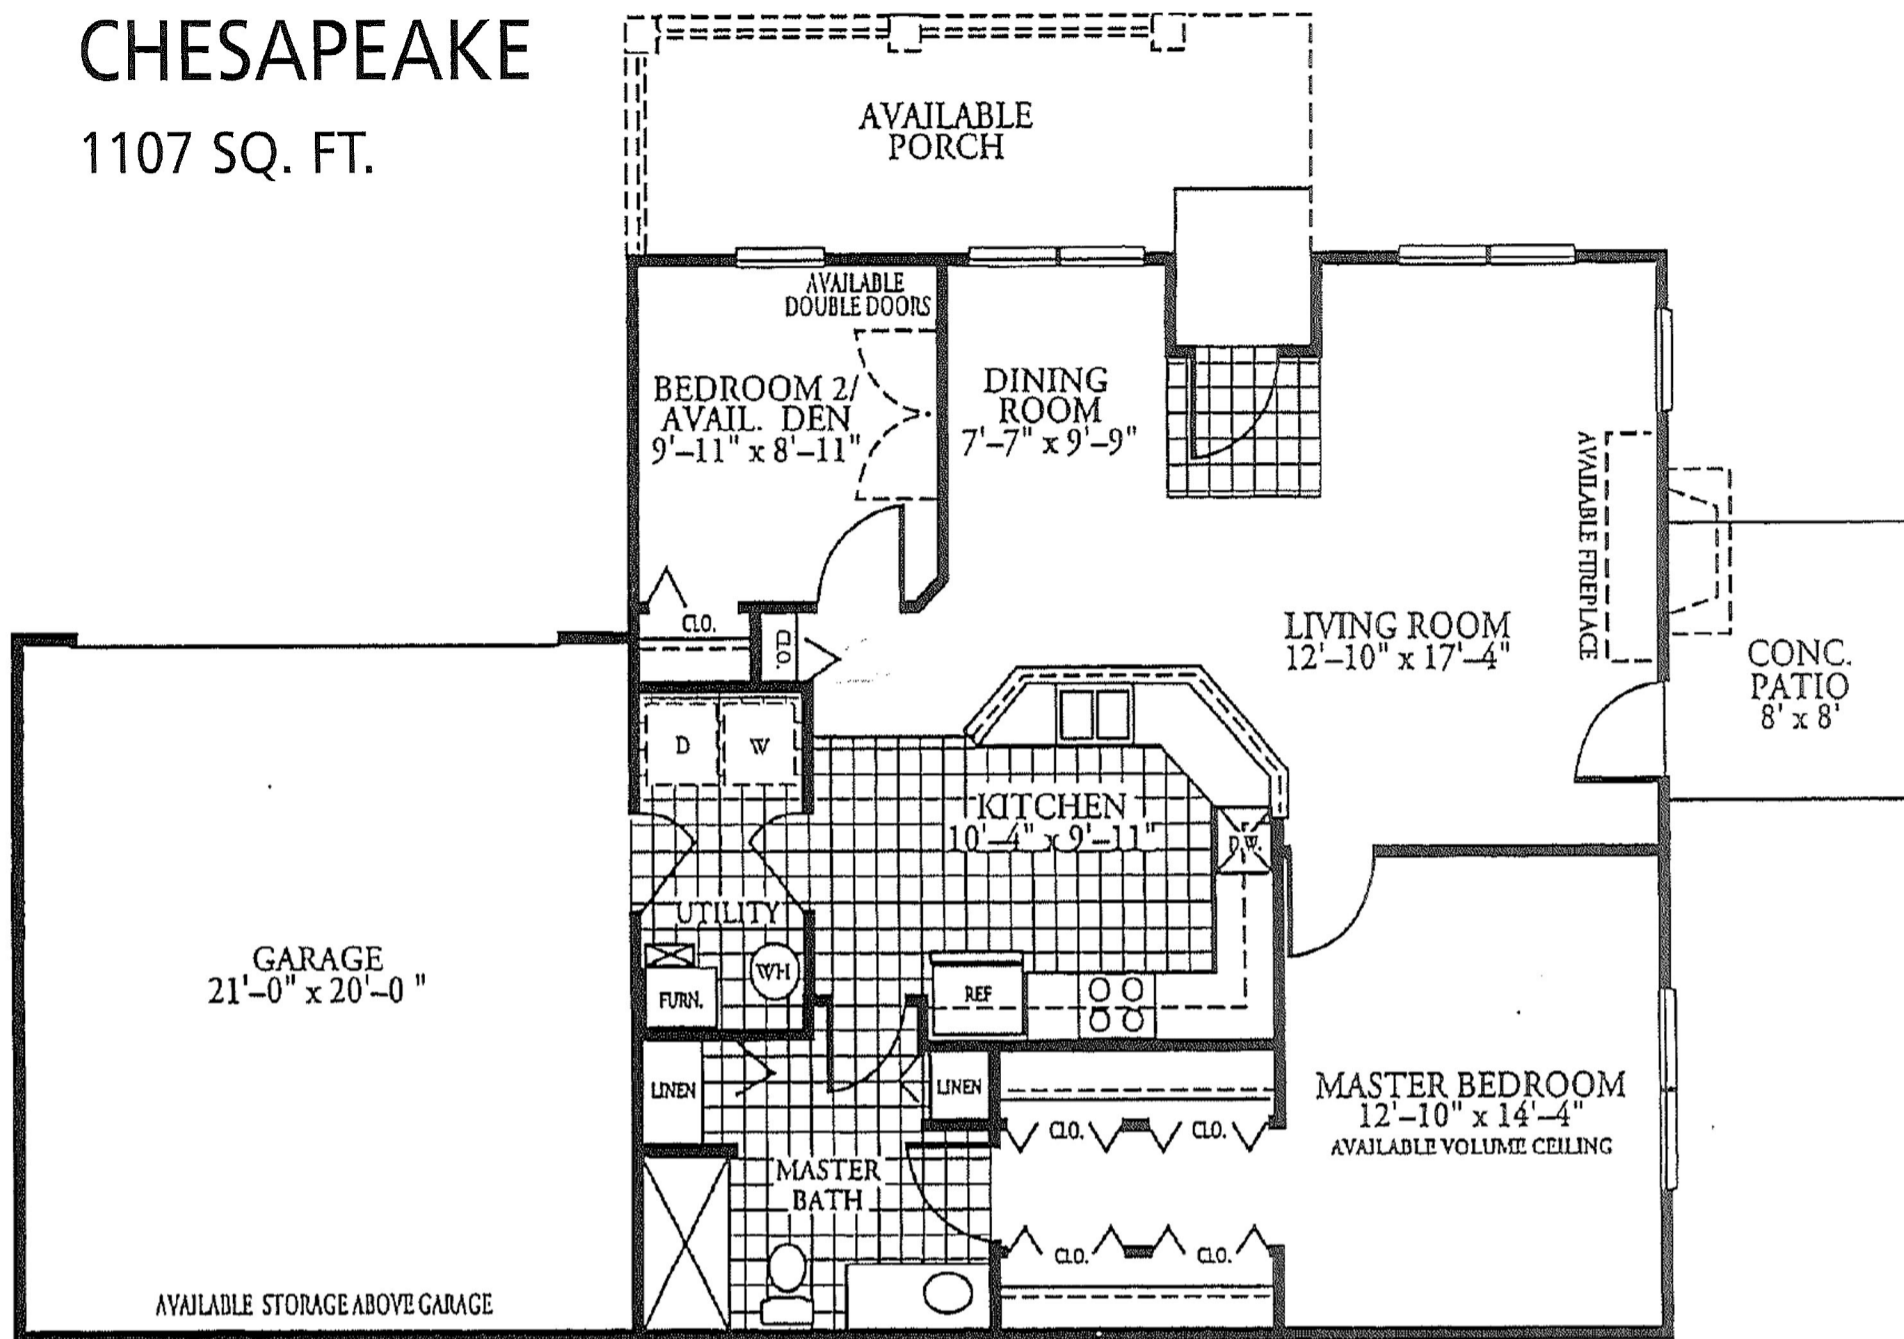 CHESAPEAKE
1107 SQ. FT.
AVAILABLE
PORCH
AVAILABLE
DOUBLE DOORS
BEDROOM 2/
AVAIL. DEN
9'–11" x 8'–11"
DINING
ROOM
7'–7" x 9'–9"
AVAILABLE FIREPLACE
LIVING ROOM
12'–10" x 17'–4"
CONC.
PATIO
8' x 8'
CLO.
CLO.
D
W
KITCHEN
10'–4" x 9'–11"
D.W.
UTILITY
GARAGE
21'–0" x 20'–0 "
FURN.
WH
REF
LINEN
LINEN
MASTER BEDROOM
12'–10" x 14'–4"
AVAILABLE VOLUME CEILING
CLO.
CLO.
MASTER
BATH
CLO.
CLO.
AVAILABLE STORAGE ABOVE GARAGE